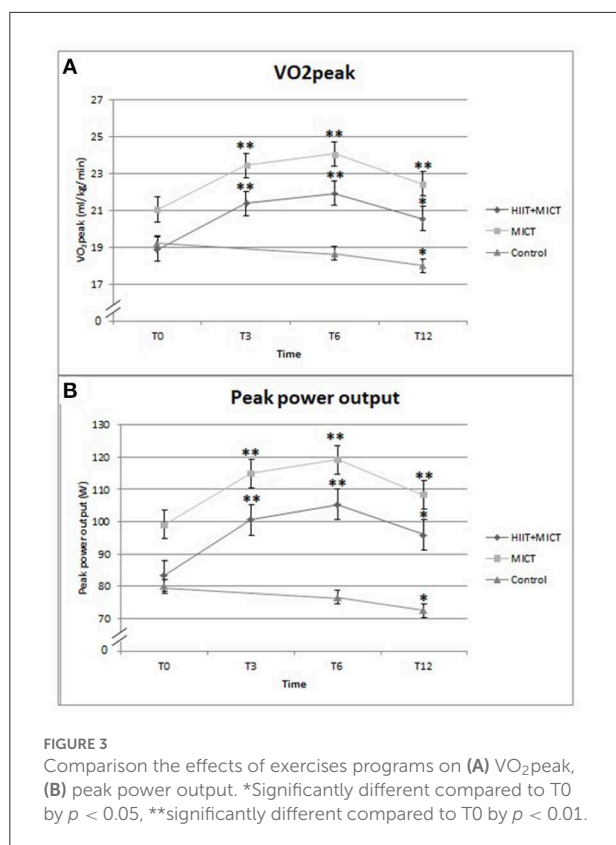 A
VO2peak
27
25
23
21
19
17
0
VO₂peak (ml/kg/min)
** ** **
** ** *
*
T0 T3 T6 T12
Time
HIIT+MICT
MICT
Control
B
Peak power output
130
120
110
100
90
80
70
0
Peak power output (W)
** ** **
** ** *
*
T0 T3 T6 T12
Time
HIIT+MICT
MICT
Control
FIGURE 3
Comparison the effects of exercises programs on (A) VO₂peak,
(B) peak power output. *Significantly different compared to T0
by p < 0.05, **significantly different compared to T0 by p < 0.01.